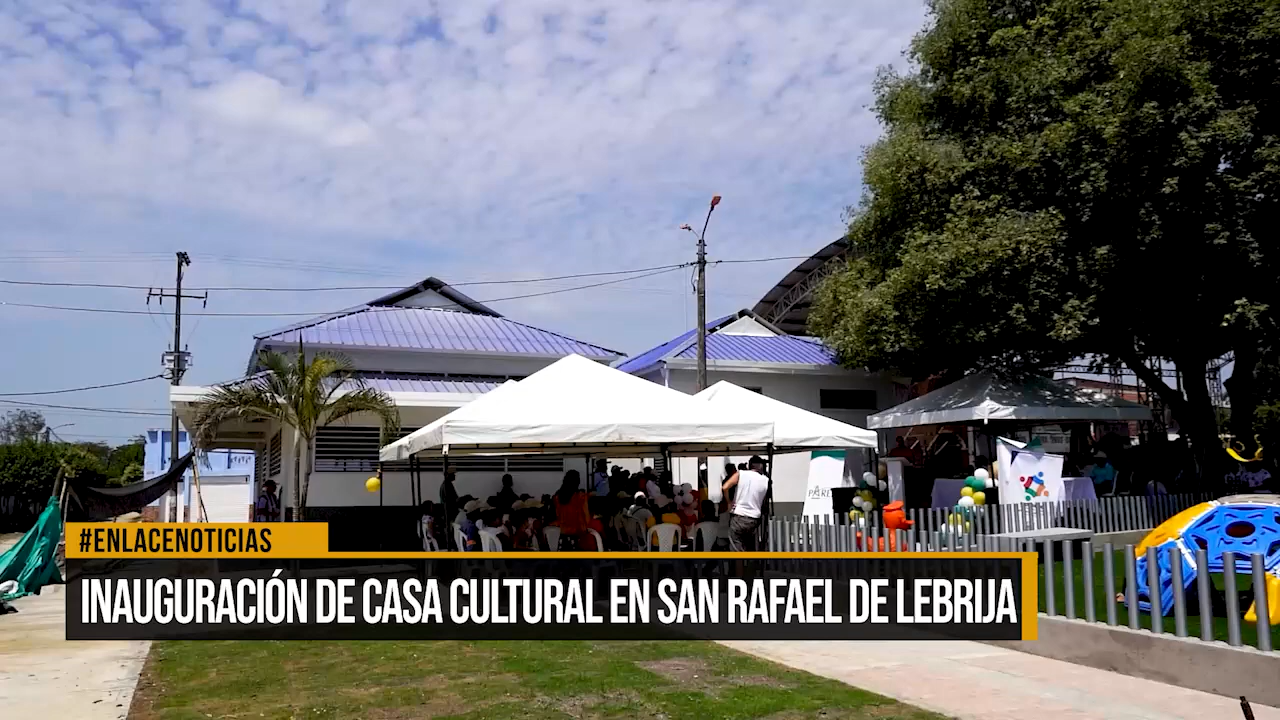 #ENLACENOTICIAS
INAUGURACIÓN DE CASA CULTURAL EN SAN RAFAEL DE LEBRIJA